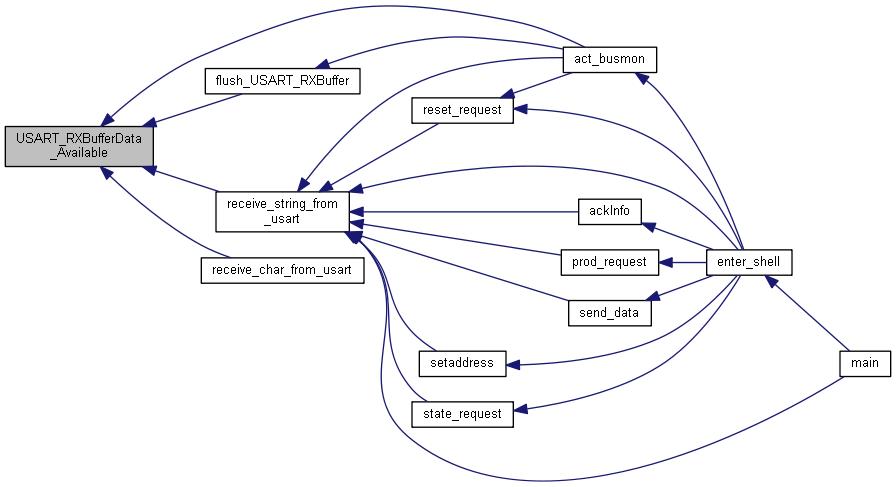 act_busmon
flush_USART_RXBuffer
reset_request
USART_RXBufferData
_Available
receive_string_from
_usart
ackInfo
receive_char_from_usart
prod_request
enter_shell
send_data
setaddress
main
state_request